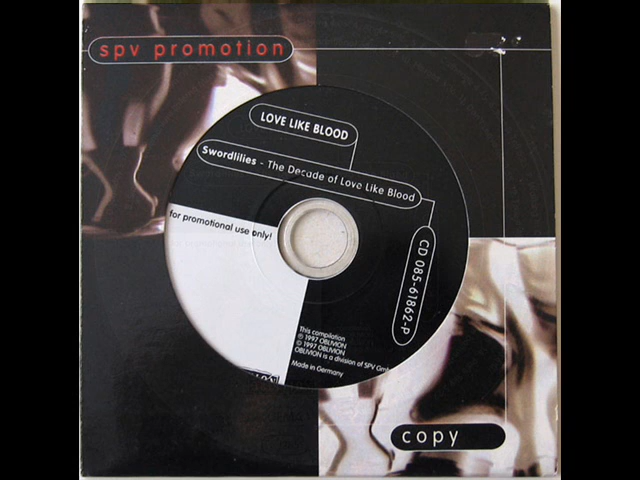 spv promotion
LOVE LIKE BLOOD
Swordlilies - The Decade of Love Like Blood
for promotional use only!
CD 085-61862-P
This compilation
℗ 1997 OBLIVION
© 1997 OBLIVION
OBLIVION is a division of SPV
Made in Germany
copy